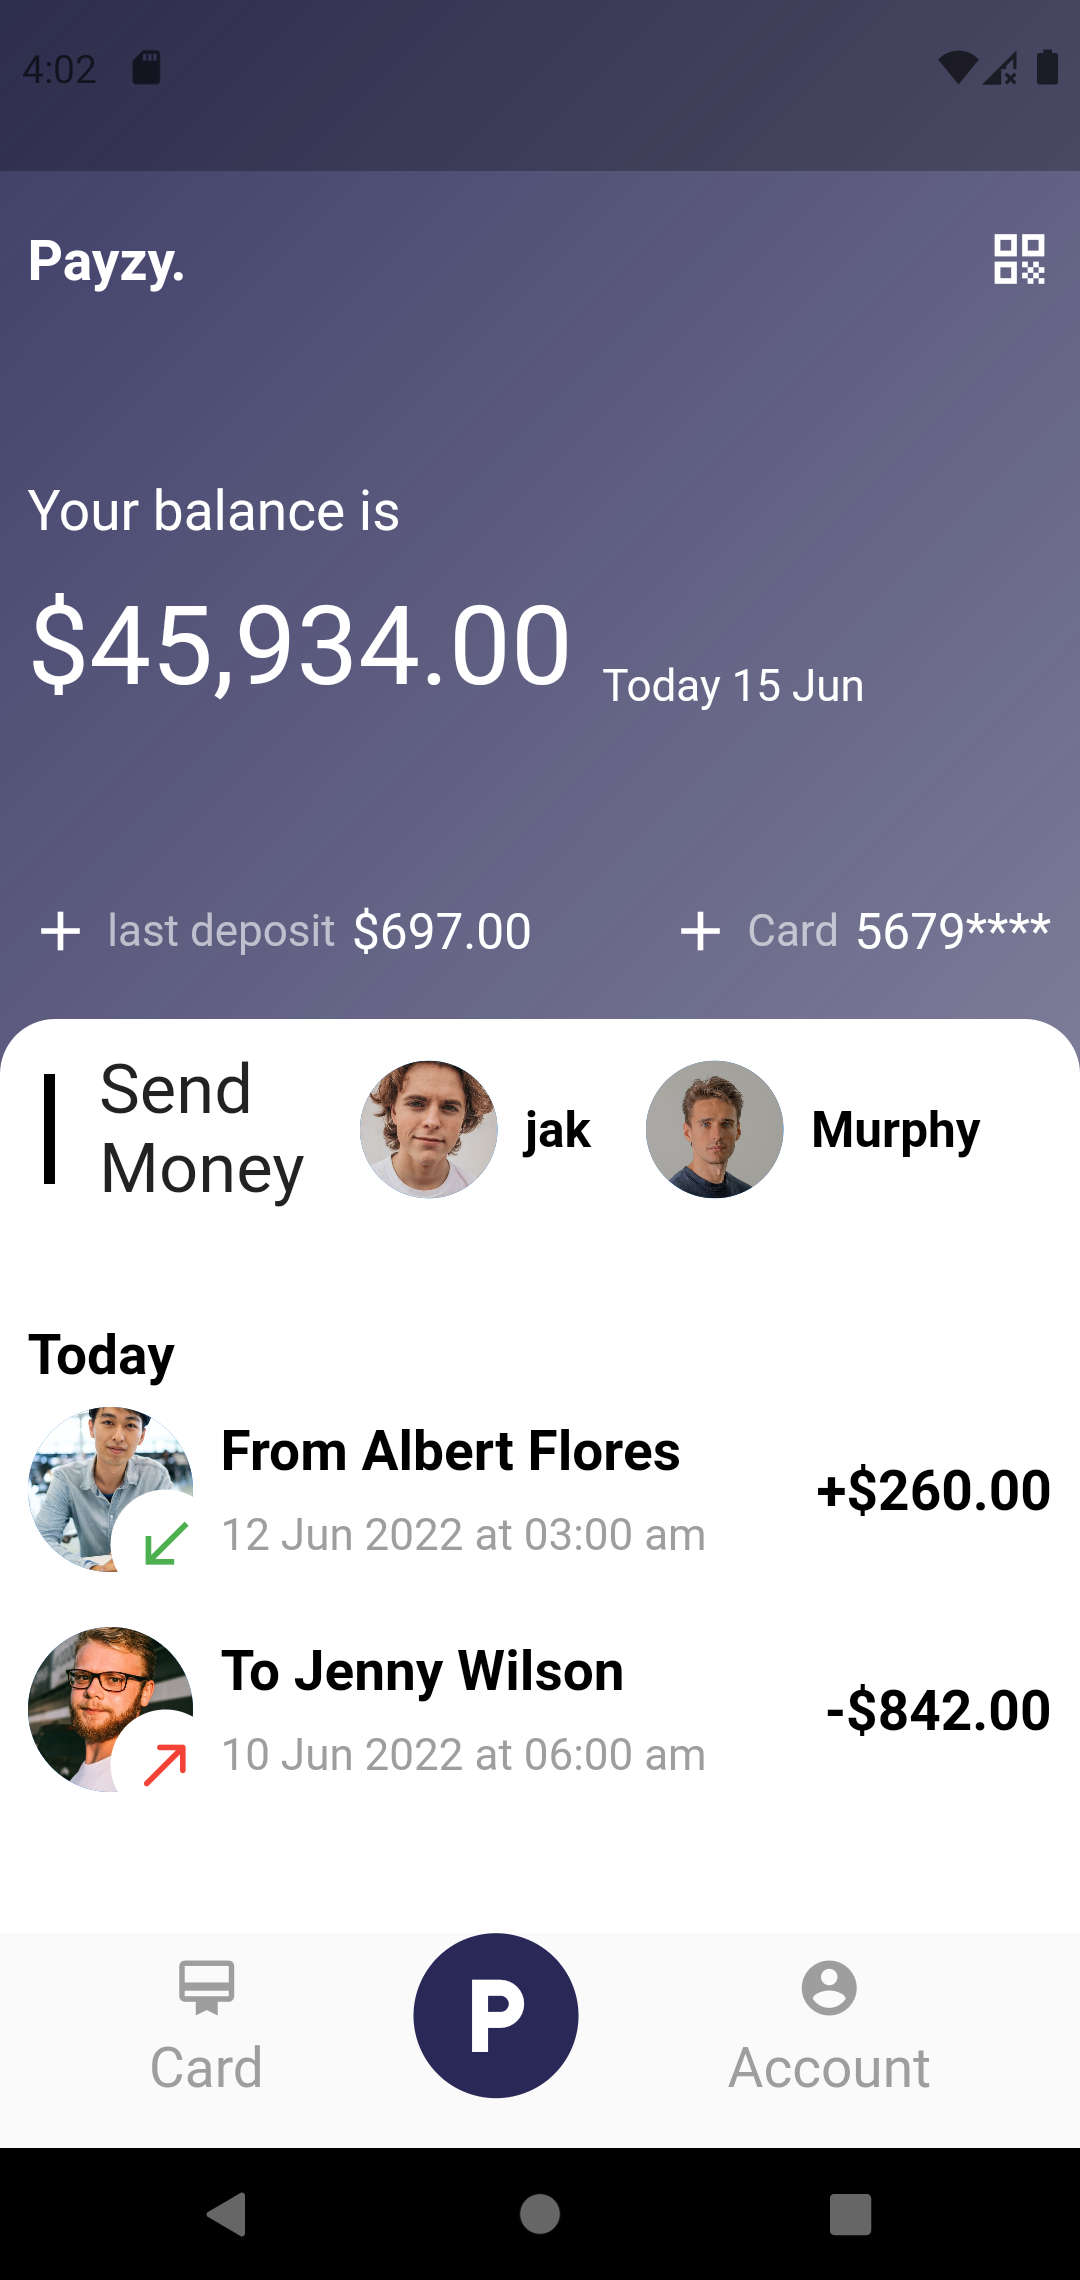 4:02
Payzy.
Your balance is
$45,934.00 Today 15 Jun
+ last deposit $697.00 + Card 5679****
Send
Money
jak
Murphy
Today
From Albert Flores
12 Jun 2022 at 03:00 am
+$260.00
To Jenny Wilson
10 Jun 2022 at 06:00 am
-$842.00
P
Card
Account